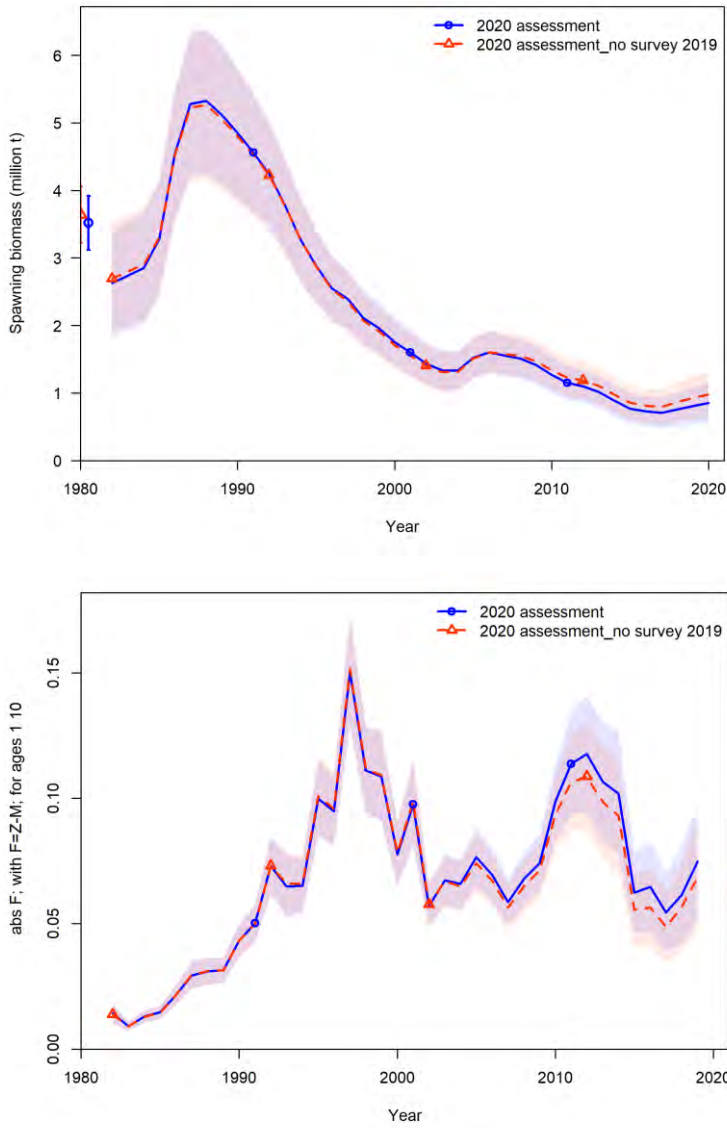 2020 assessment
2020 assessment_no survey 2019
Spawning biomass (million t)
6
5
4
3
2
1
0
1980 1990 2000 2010 2020
Year
2020 assessment
2020 assessment_no survey 2019
abs F; with F=Z-M; for ages 1 10
0.15
0.10
0.05
0.00
1980 1990 2000 2010 2020
Year